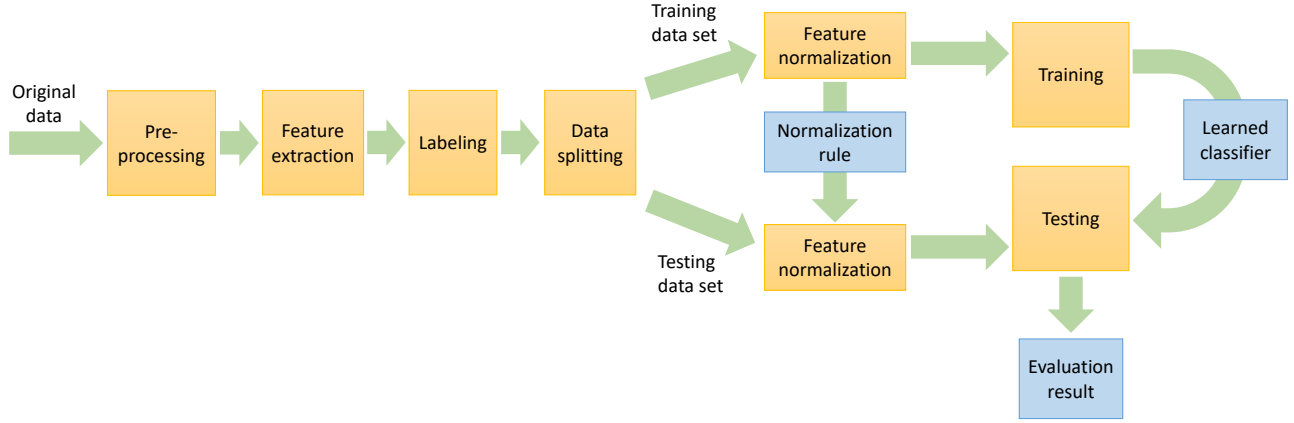 Original
data
Pre-
processing
Feature
extraction
Labeling
Data
splitting
Training
data set
Feature
normalization
Training
Normalization
rule
Learned
classifier
Testing
data set
Feature
normalization
Testing
Evaluation
result